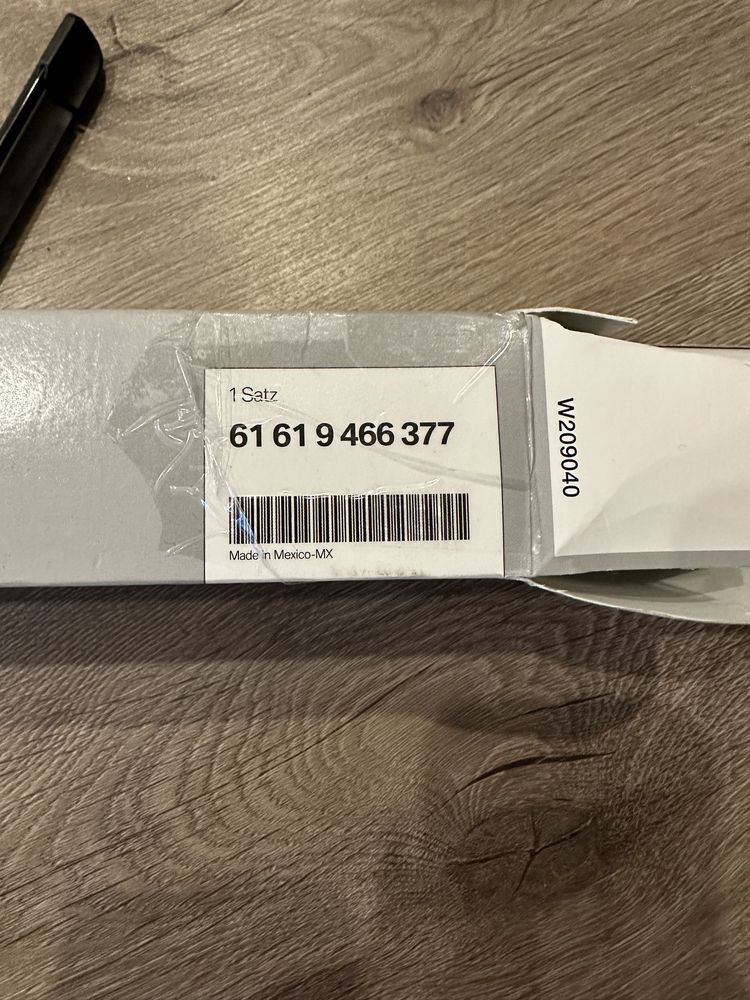 1 Satz
61 61 9 466 377
Made in Mexico-MX
W209040